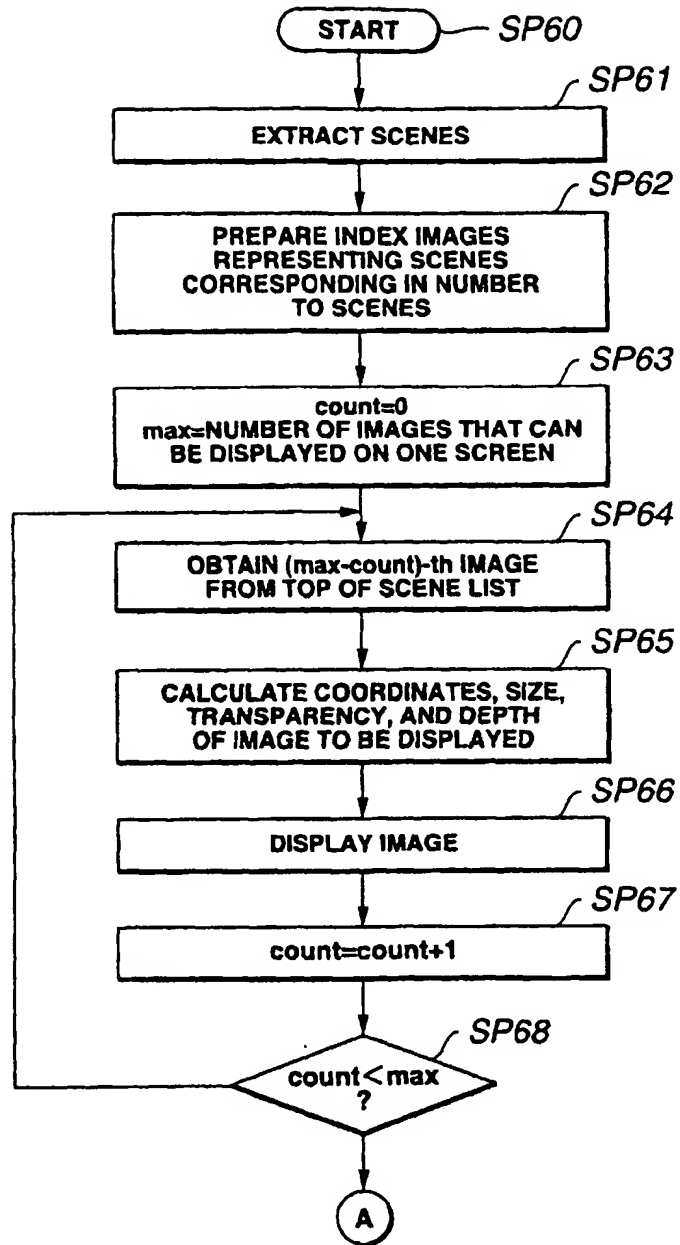 START
SP60
SP61
EXTRACT SCENES
SP62
PREPARE INDEX IMAGES
REPRESENTING SCENES
CORRESPONDING IN NUMBER
TO SCENES
SP63
count=0
max=NUMBER OF IMAGES THAT CAN
BE DISPLAYED ON ONE SCREEN
SP64
OBTAIN (max-count)-th IMAGE
FROM TOP OF SCENE LIST
SP65
CALCULATE COORDINATES, SIZE,
TRANSPARENCY, AND DEPTH
OF IMAGE TO BE DISPLAYED
SP66
DISPLAY IMAGE
SP67
count=count+1
SP68
count<max
?
A